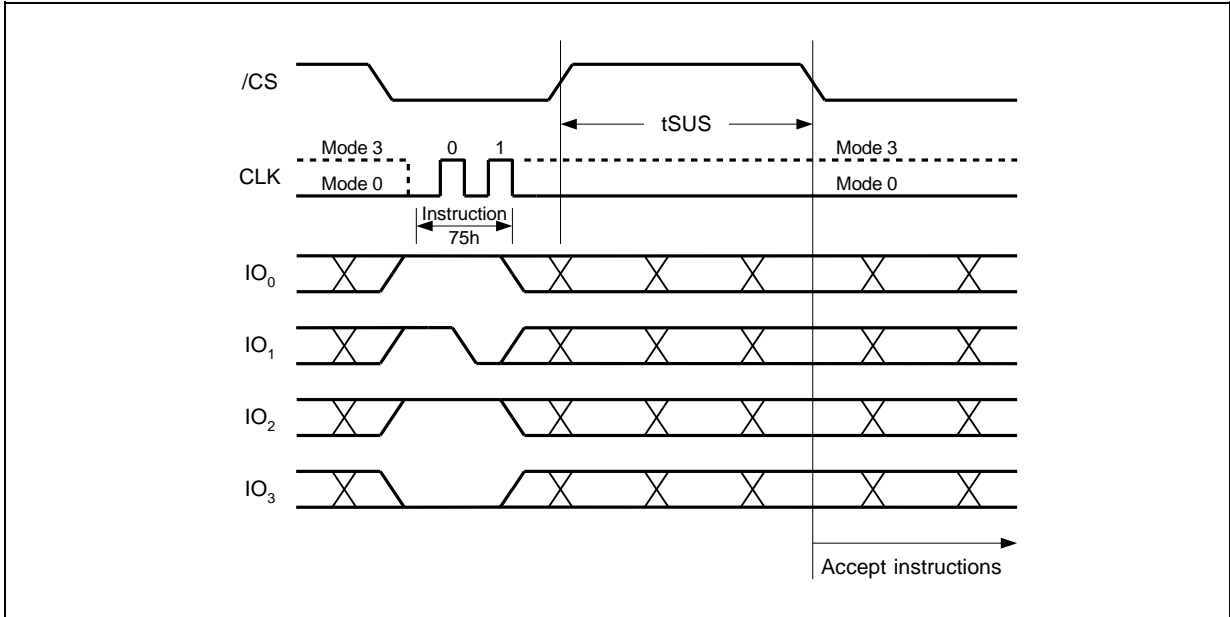 /CS
tSUS
Mode 3 0 1 Mode 3
CLK
Mode 0 Mode 0
Instruction
75h
IO0
IO1
IO2
IO3
Accept instructions